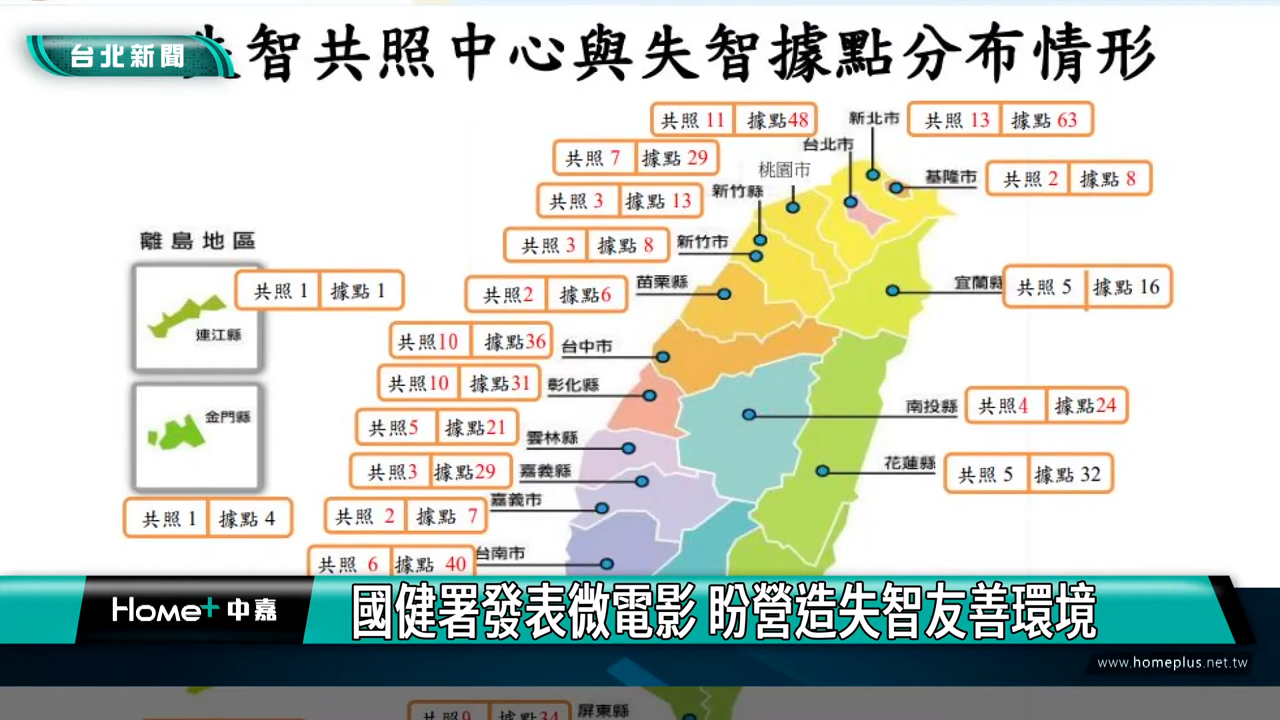 台北新聞
失智共照中心與失智據點分布情形
共照 11 據點48
新北市
共照 13 據點 63
台北市
共照 7 據點 29
桃園市
基隆市
共照 2 據點 8
共照 3 據點 13
新竹縣
離島地區
共照 3 據點 8
新竹市
共照 1 據點 1
共照2 據點6
苗栗縣
宜蘭縣
共照 5 據點 16
連江縣
共照10 據點36
台中市
共照10 據點31
彰化縣
金門縣
南投縣
共照4 據點24
共照5 據點21
雲林縣
共照3 據點29
嘉義縣
花蓮縣
共照 5 據點 32
共照 1 據點 4
共照 2 據點 7
嘉義市
共照 6 據點 40
台南市
Home+中嘉
國健署發表微電影 盼營造失智友善環境
www.homeplus.net.tw
共照9 據點34
屏東縣